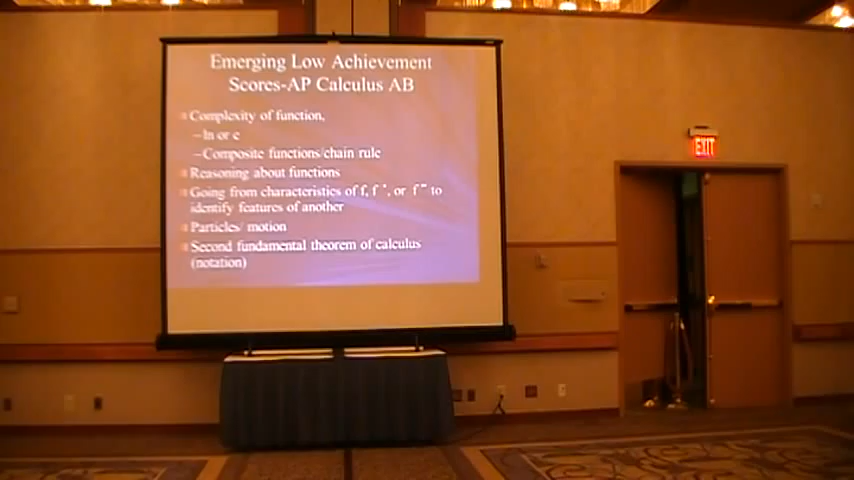 Emerging Low Achievement
Scores-AP Calculus AB
Complexity of function,
–ln or e
–Composite functions/chain rule
Reasoning about functions
Going from characteristics of f, f ', or f '' to
identify features of another
Particles/ motion
Second fundamental theorem of calculus
(notation)
EXIT